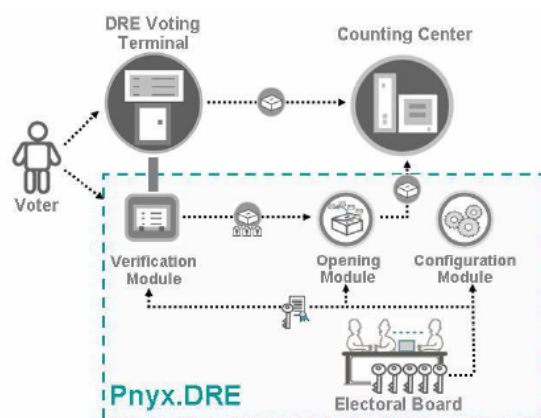 DRE Voting
Terminal
Counting Center
Voter
Verification
Module
Opening
Module
Configuration
Module
Pnyx.DRE
Electoral Board